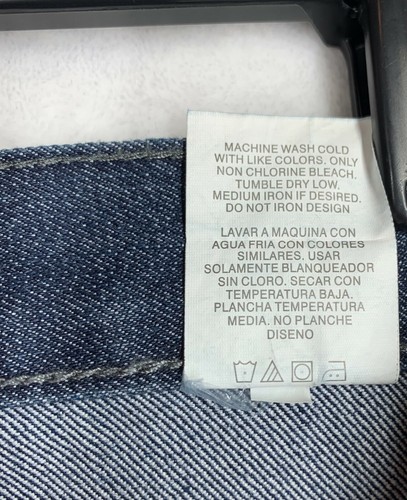 MACHINE WASH COLD
WITH LIKE COLORS. ONLY
NON CHLORINE BLEACH.
TUMBLE DRY LOW.
MEDIUM IRON IF DESIRED.
DO NOT IRON DESIGN
LAVAR A MAQUINA CON
AGUA FRIA CON COLORES
SIMILARES. USAR
SOLAMENTE BLANQUEADOR
SIN CLORO. SECAR CON
TEMPERATURA BAJA.
PLANCHA TEMPERATURA
MEDIA. NO PLANCHE
DISENO